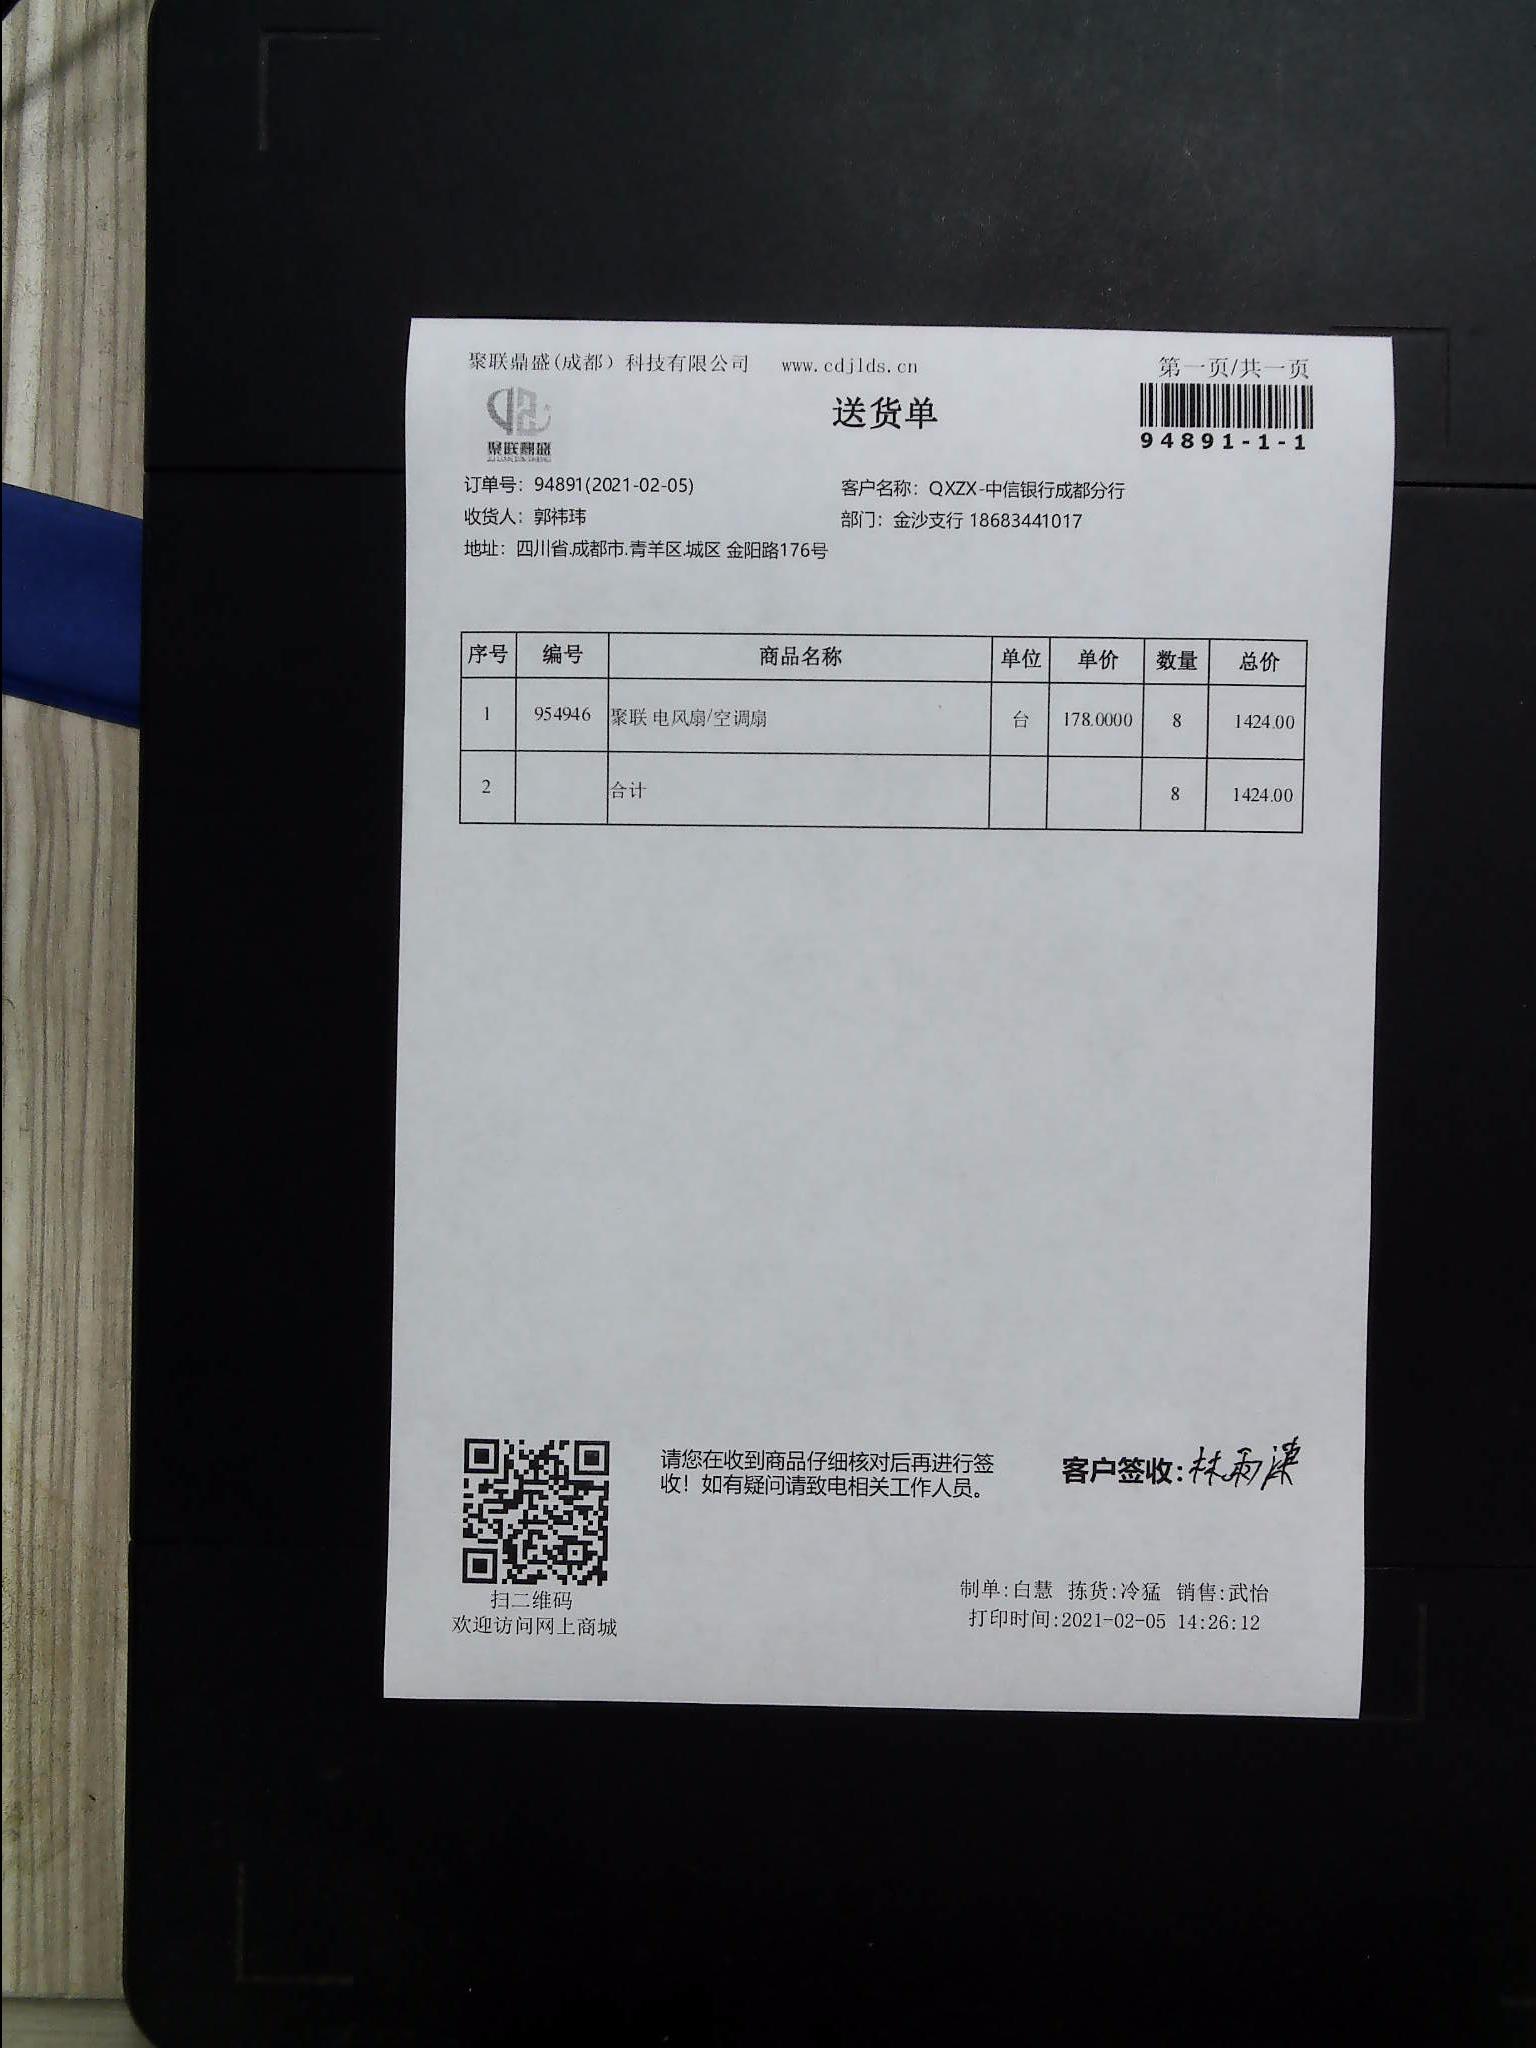 聚联鼎盛(成都）科技有限公司 www.cdjlds.cn
第一页/共一页
聚联鼎盛
送货单
94891-1-1
订单号：94891(2021-02-05)
客户名称：QXZX-中信银行成都分行
收货人：郭祎玮
部门：金沙支行 18683441017
地址：四川省.成都市.青羊区.城区 金阳路176号
序号 编号 商品名称 单位 单价 数量 总价
1 954946 聚联 电风扇/空调扇 台 178.0000 8 1424.00
2 合计 8 1424.00
请您在收到商品仔细核对后再进行签
收！如有疑问请致电相关工作人员。
客户签收：林雨
扫二维码
欢迎访问网上商城
制单:白慧 拣货:冷猛 销售:武怡
打印时间:2021-02-05 14:26:12